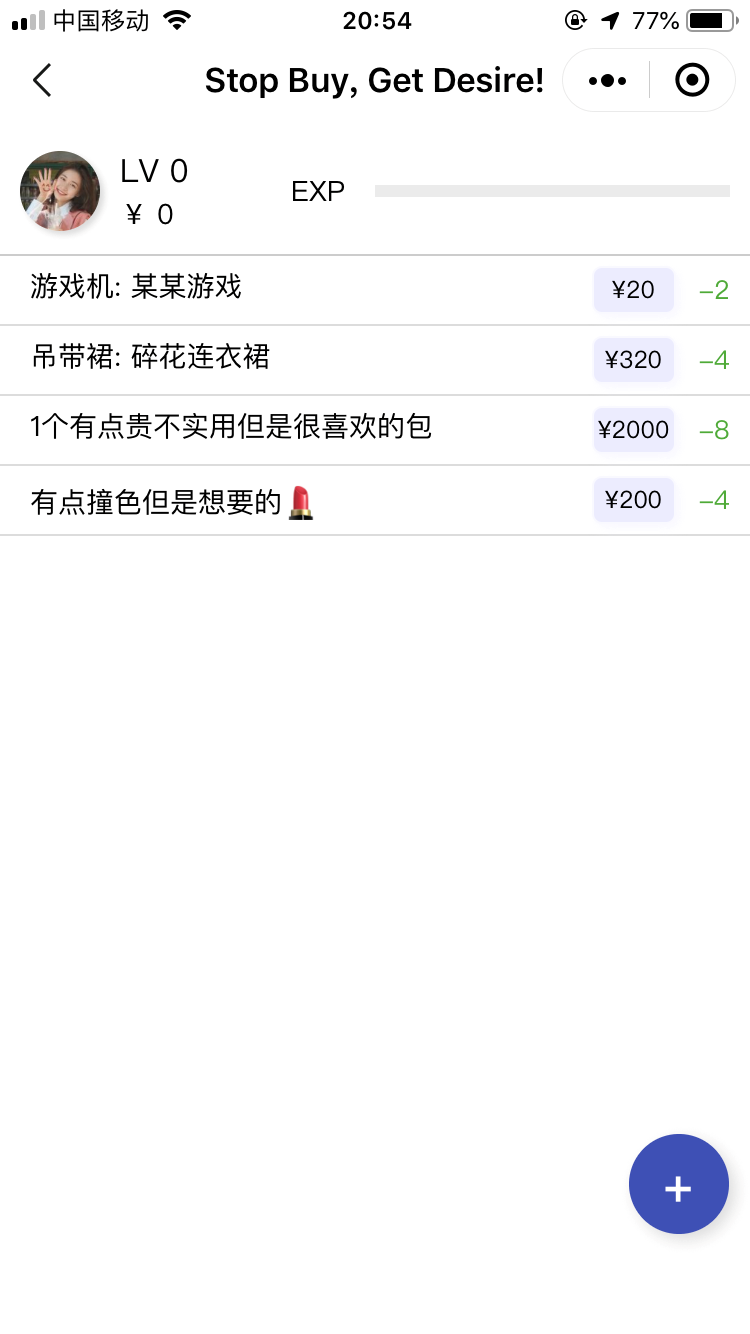 中国移动 20:54 77%
Stop Buy, Get Desire!
LV 0
¥ 0
EXP
游戏机: 某某游戏 ¥20 –2
吊带裙: 碎花连衣裙 ¥320 –4
1个有点贵不实用但是很喜欢的包 ¥2000 –8
有点撞色但是想要的💄 ¥200 –4
+